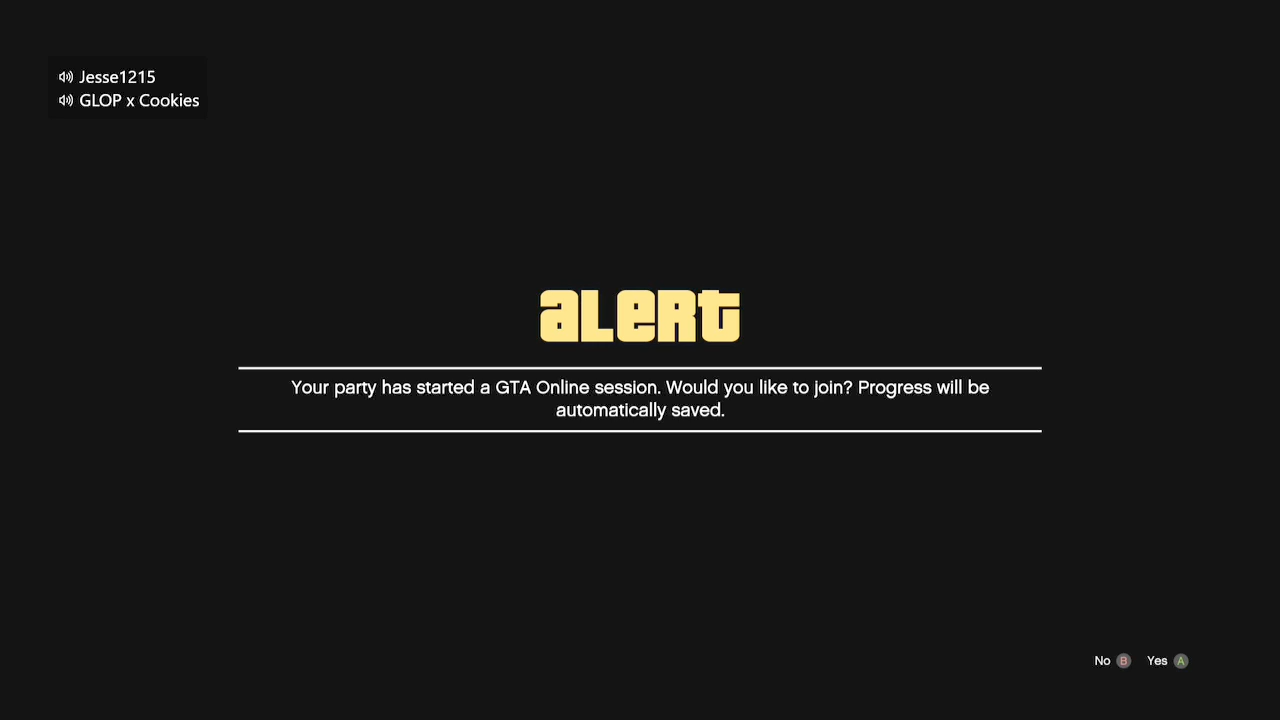 Jesse1215
GLOP x Cookies
aLeRt
Your party has started a GTA Online session. Would you like to join? Progress will be
automatically saved.
No B Yes A